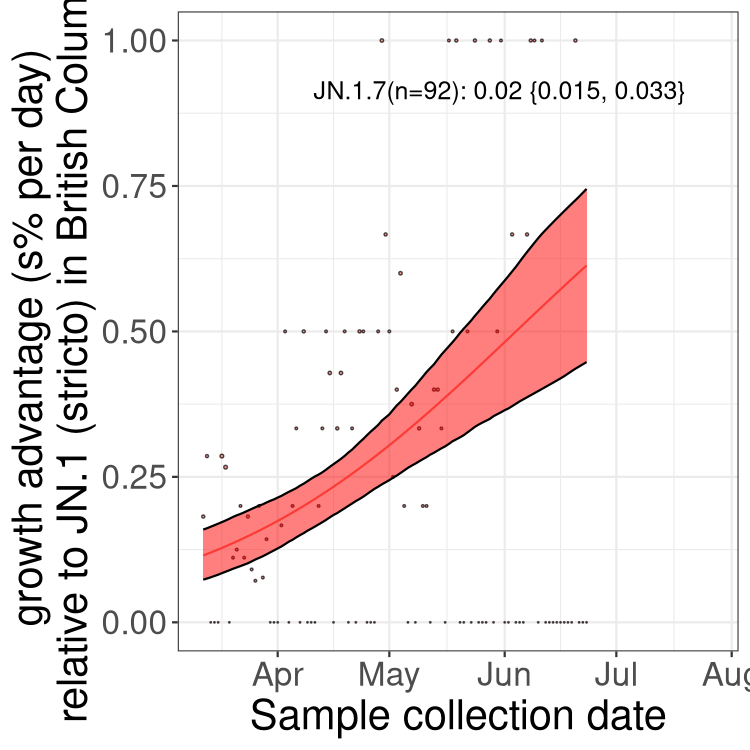 growth advantage (s% per day)
relative to JN.1 (stricto) in British Colum
1.00
0.75
0.50
0.25
0.00
JN.1.7(n=92): 0.02 {0.015, 0.033}
Apr May Jun Jul Aug
Sample collection date